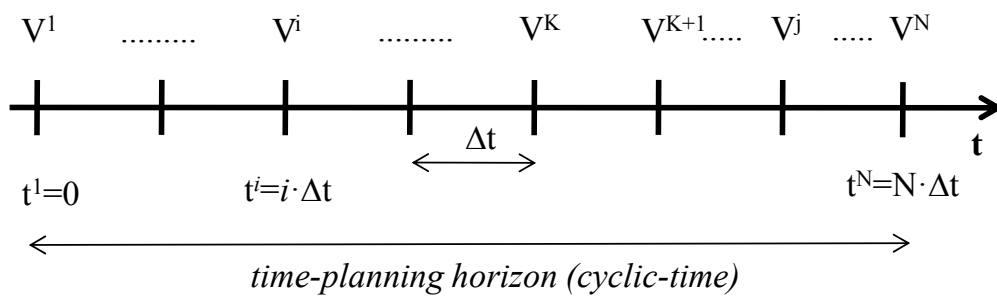 V¹ ......... Vⁱ ......... Vᴷ Vᴷ⁺¹ ..... Vʲ ..... Vᴺ
Δt
t
t¹=0 tⁱ=i·Δt tᴺ=N·Δt
time-planning horizon (cyclic-time)